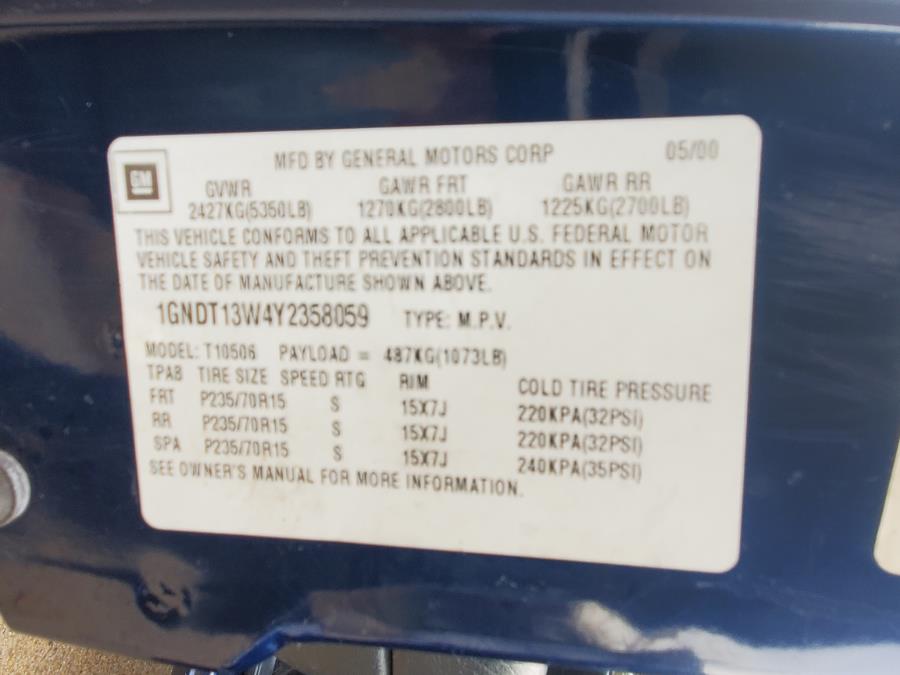 MFD BY GENERAL MOTORS CORP 05/00
GM
GVWR GAWR FRT GAWR RR
2427KG(5350LB) 1270KG(2800LB) 1225KG(2700LB)
THIS VEHICLE CONFORMS TO ALL APPLICABLE U.S. FEDERAL MOTOR
VEHICLE SAFETY AND THEFT PREVENTION STANDARDS IN EFFECT ON
THE DATE OF MANUFACTURE SHOWN ABOVE.
1GNDT13W4Y2358059 TYPE: M.P.V.
MODEL: T10506 PAYLOAD = 487KG(1073LB)
TPAB TIRE SIZE SPEED RTG RIM COLD TIRE PRESSURE
FRT P235/70R15 S 15X7J 220KPA(32PSI)
RR P235/70R15 S 15X7J 220KPA(32PSI)
SPA P235/70R15 S 15X7J 240KPA(35PSI)
SEE OWNER'S MANUAL FOR MORE INFORMATION.